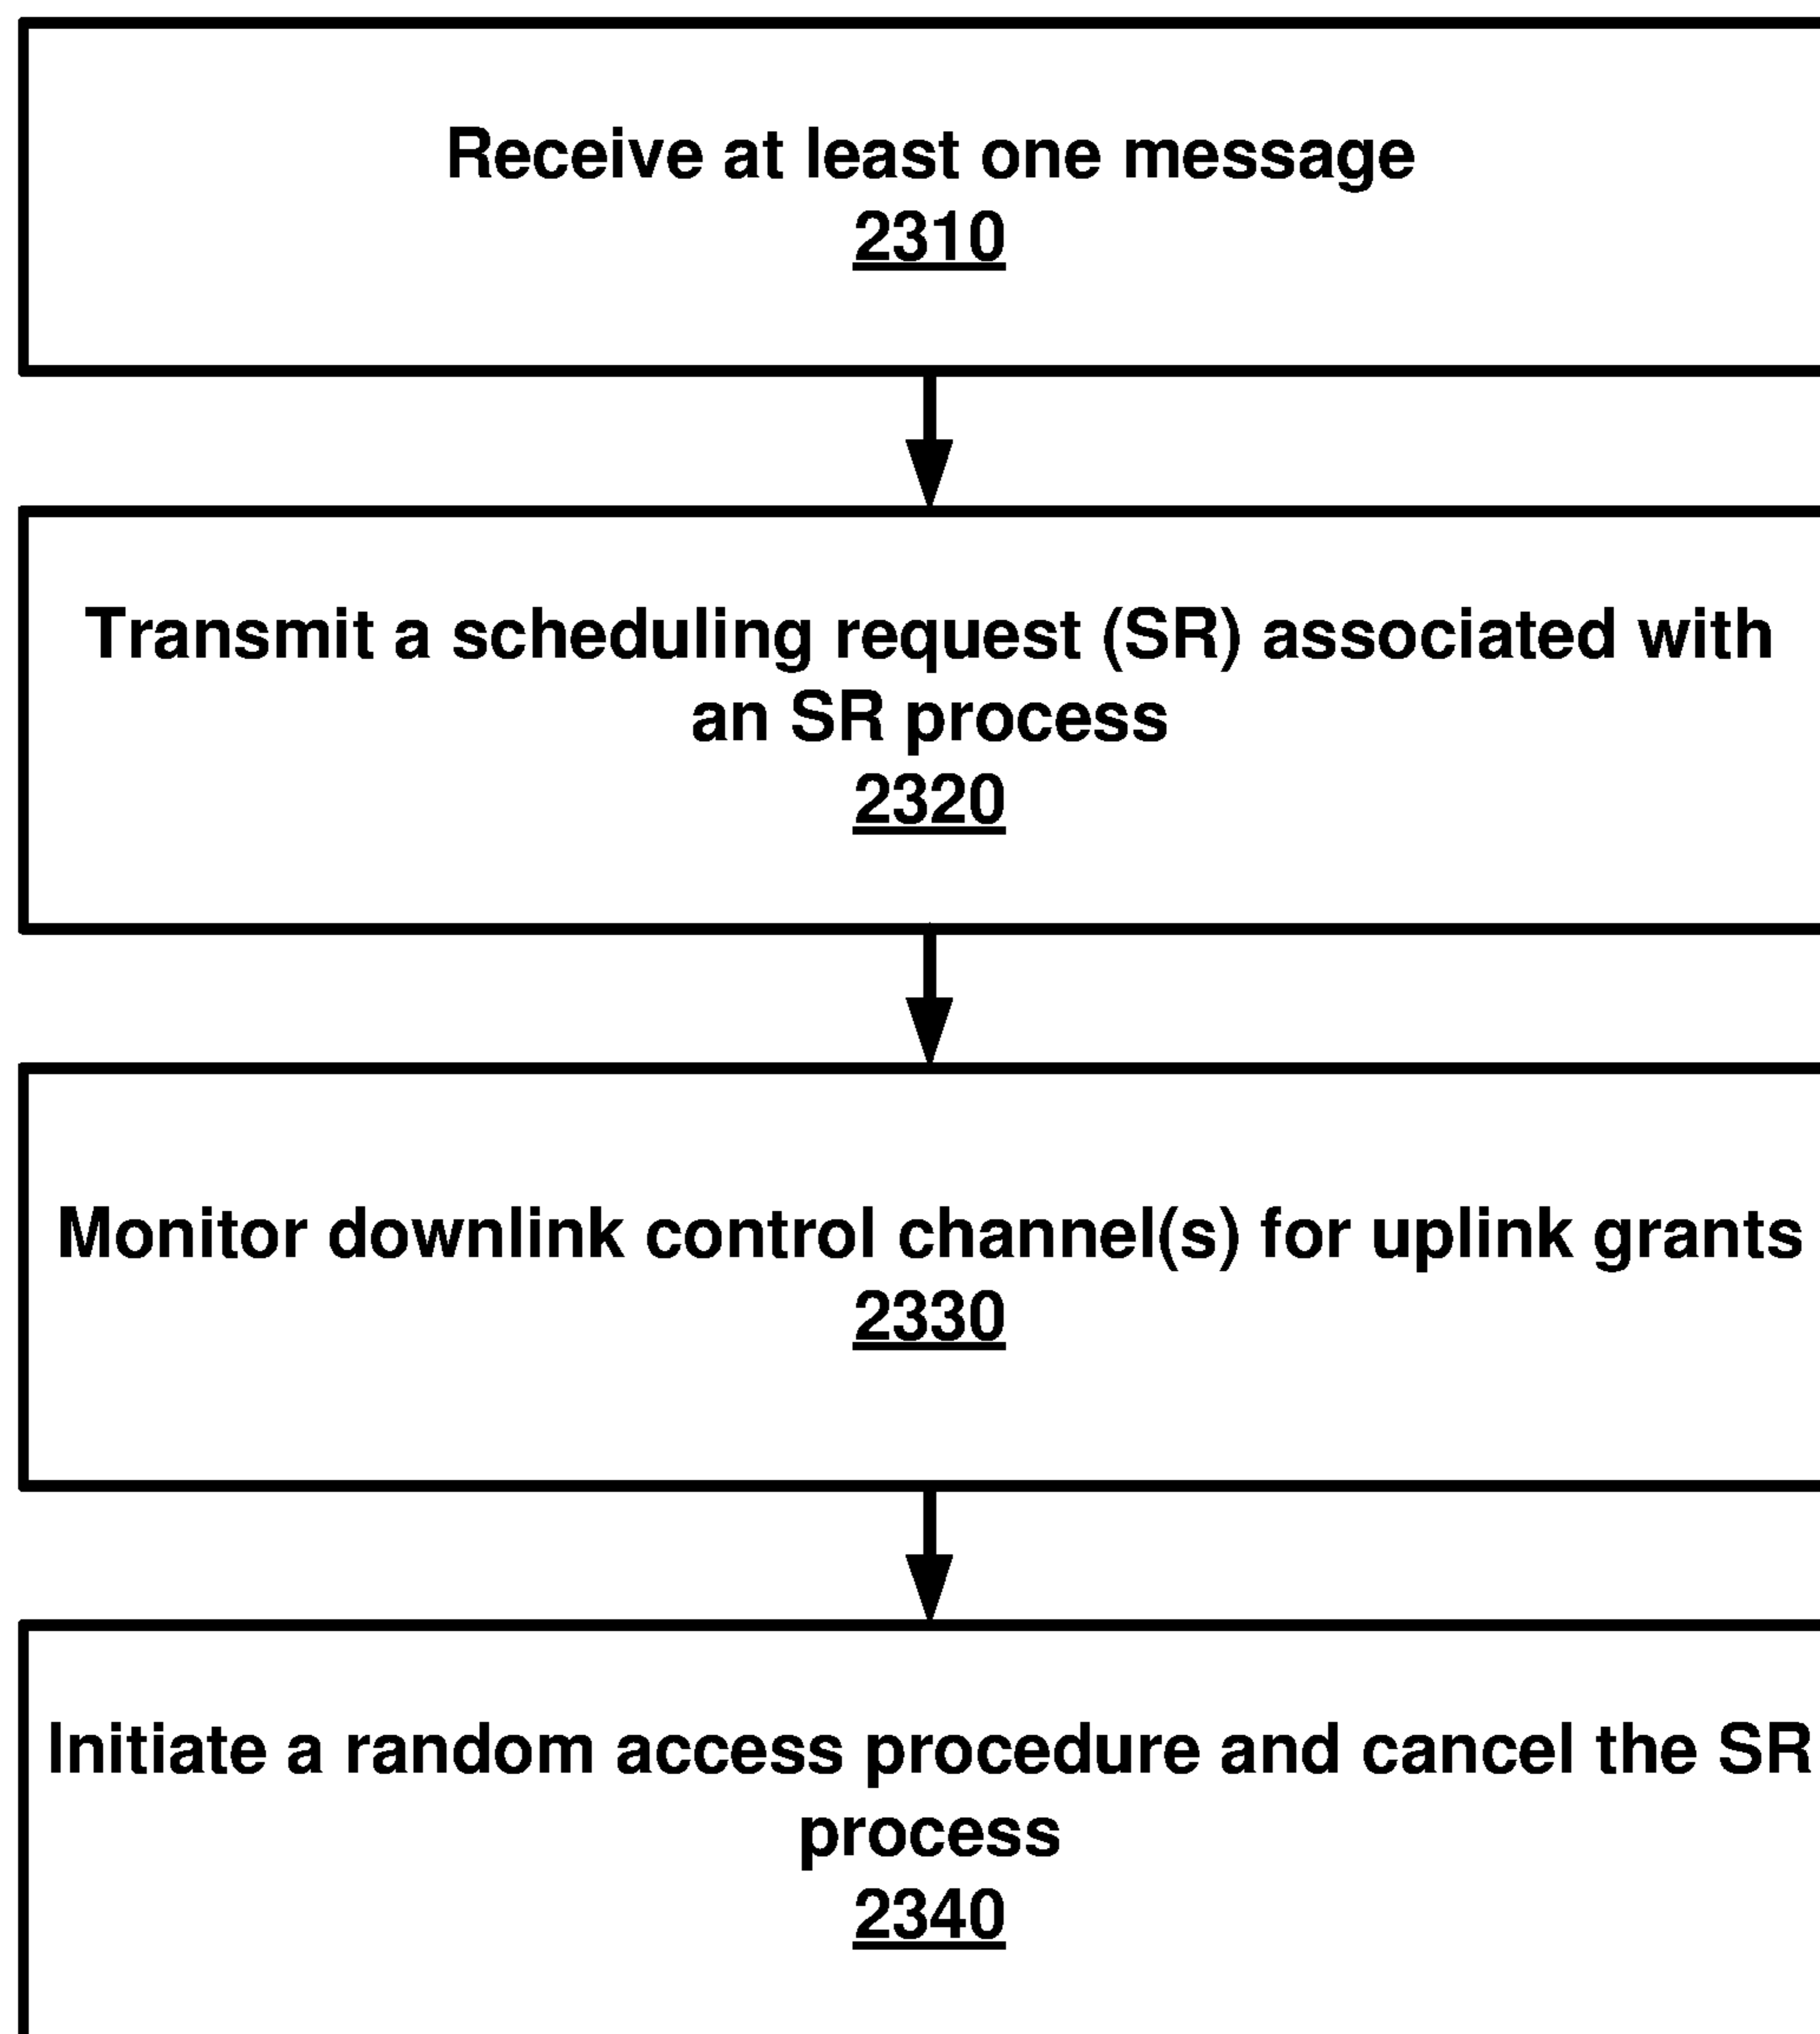 Receive at least one message
2310
Transmit a scheduling request (SR) associated with
an SR process
2320
Monitor downlink control channel(s) for uplink grants
2330
Initiate a random access procedure and cancel the SR
process
2340